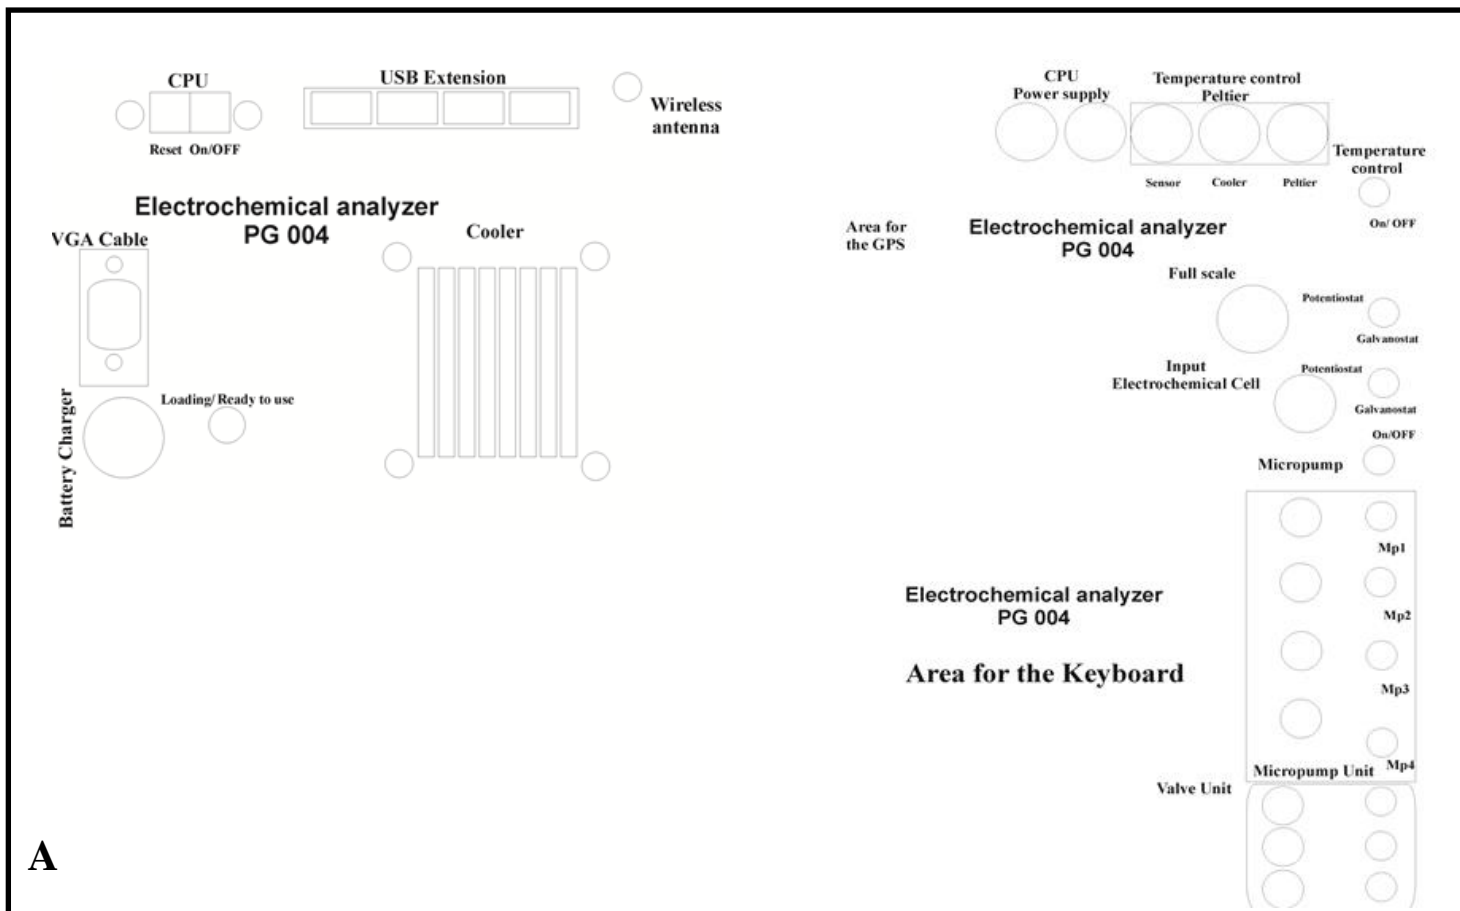 CPU
USB Extension
Wireless
antenna
Reset On/OFF
Electrochemical analyzer
PG 004
VGA Cable
Cooler
Loading/ Ready to use
Battery Charger
CPU
Power supply
Temperature control
Peltier
Temperature
control
Sensor
Cooler
Peltier
On/ OFF
Area for
the GPS
Electrochemical analyzer
PG 004
Full scale
Potentiostat
Galvanostat
Input
Electrochemical Cell
Potentiostat
Galvanostat
On/OFF
Micropump
Mp1
Mp2
Electrochemical analyzer
PG 004
Area for the Keyboard
Mp3
Mp4
Micropump Unit
Valve Unit
A